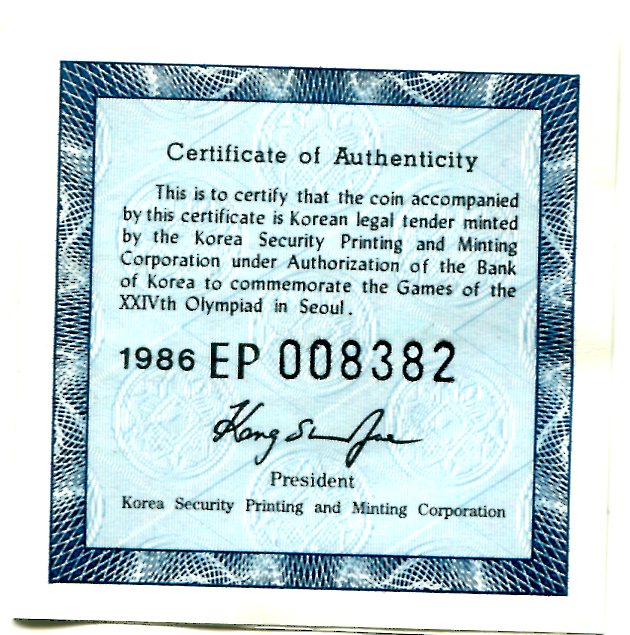 Certificate of Authenticity
This is to certify that the coin accompanied
by this certificate is Korean legal tender minted
by the Korea Security Printing and Minting
Corporation under Authorization of the Bank
of Korea to commemorate the Games of the
XXIVth Olympiad in Seoul.
1986 EP 008382
President
Korea Security Printing and Minting Corporation